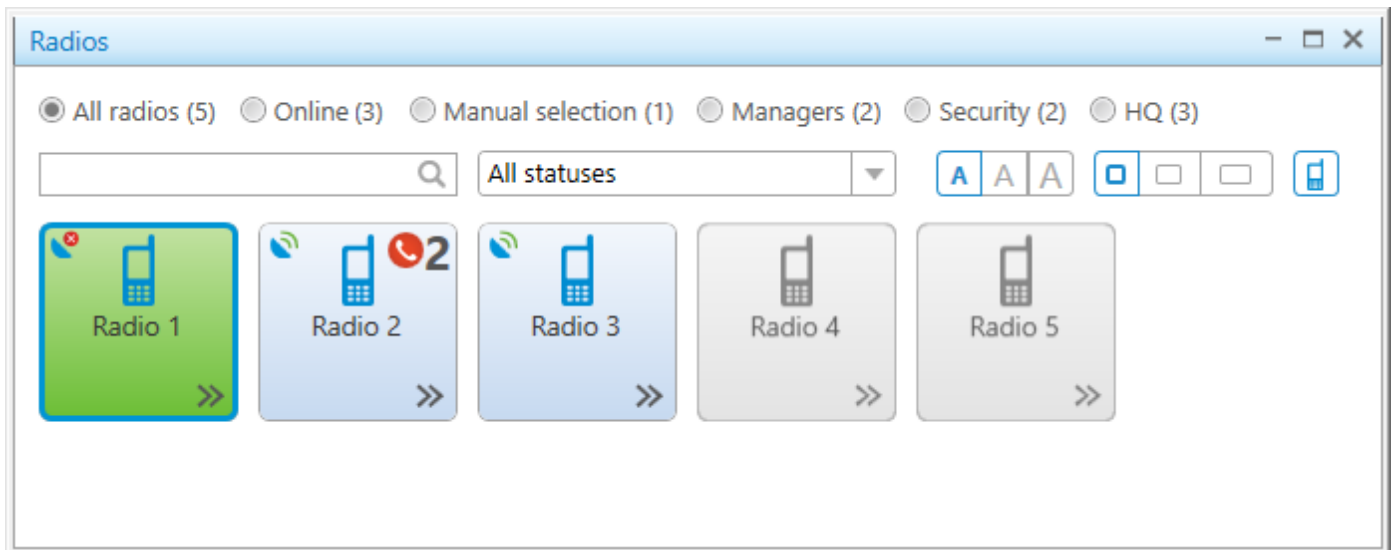 Radios
All radios (5) Online (3) Manual selection (1) Managers (2) Security (2) HQ (3)
All statuses A A A
2
Radio 1 Radio 2 Radio 3 Radio 4 Radio 5